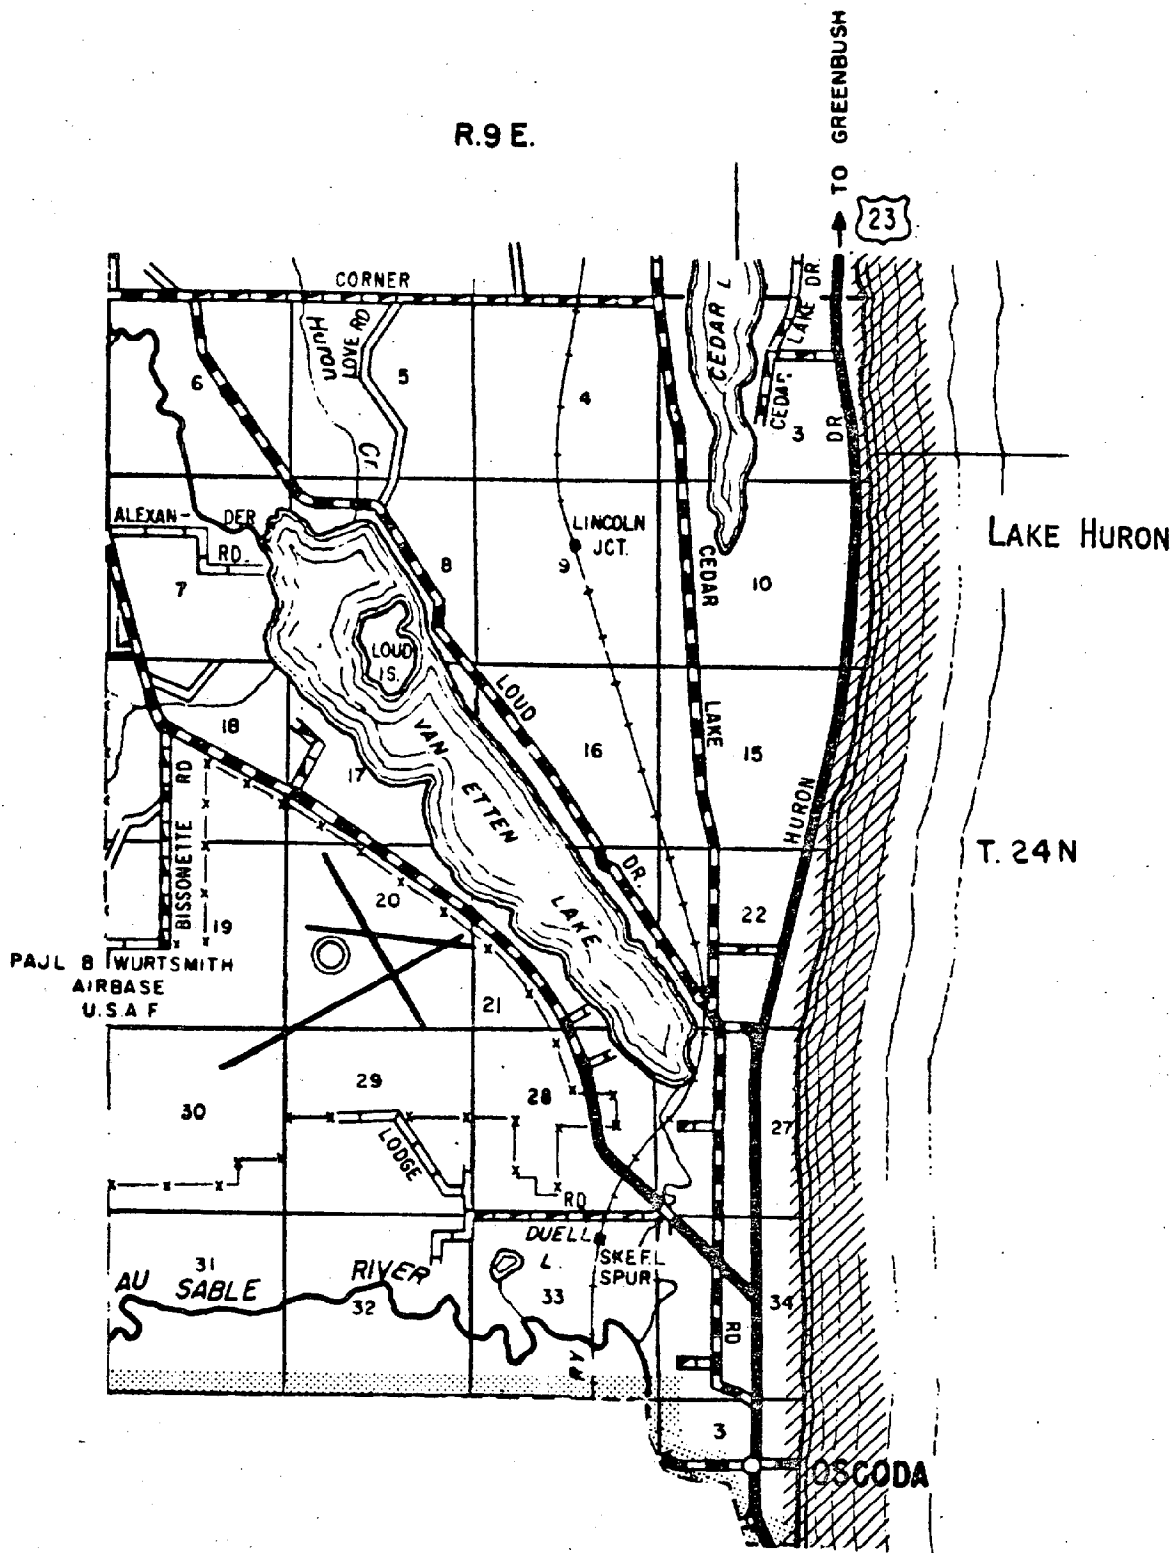 TO GREENBUSH
R.9 E.
23
CORNER
CEDAR L
LAKE DR.
Huron
Cr
LOVE RD
6
5
4
CEDAR
3
DR
ALEXAN-
DER
RD.
LINCOLN
JCT.
LAKE HURON
7
8
9
CEDAR
10
LOUD
IS.
LOUD
LAKE
18
17
VAN
16
15
RD
ETTEN
HURON
DR.
T. 24 N
BISSONETTE
19
20
LAKE
22
PAUL B WURTSMITH
AIRBASE
U.S.A F
21
30
29
28
27
LODGE
RD
DUELL
L.
SKEEL
SPUR
31
AU SABLE RIVER
32
33
34
RD
RY
3
OSCODA